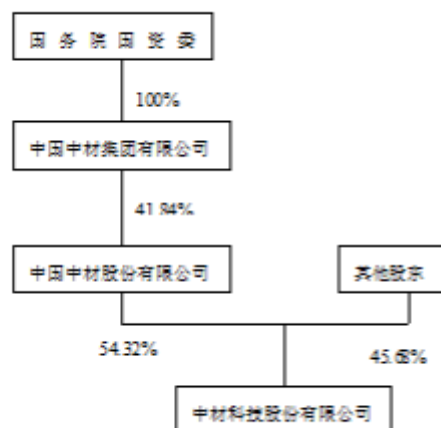 国务院国资委
100%
中国中材集团有限公司
41.84%
中国中材股份有限公司
其他股东
54.32%
45.68%
中材科技股份有限公司